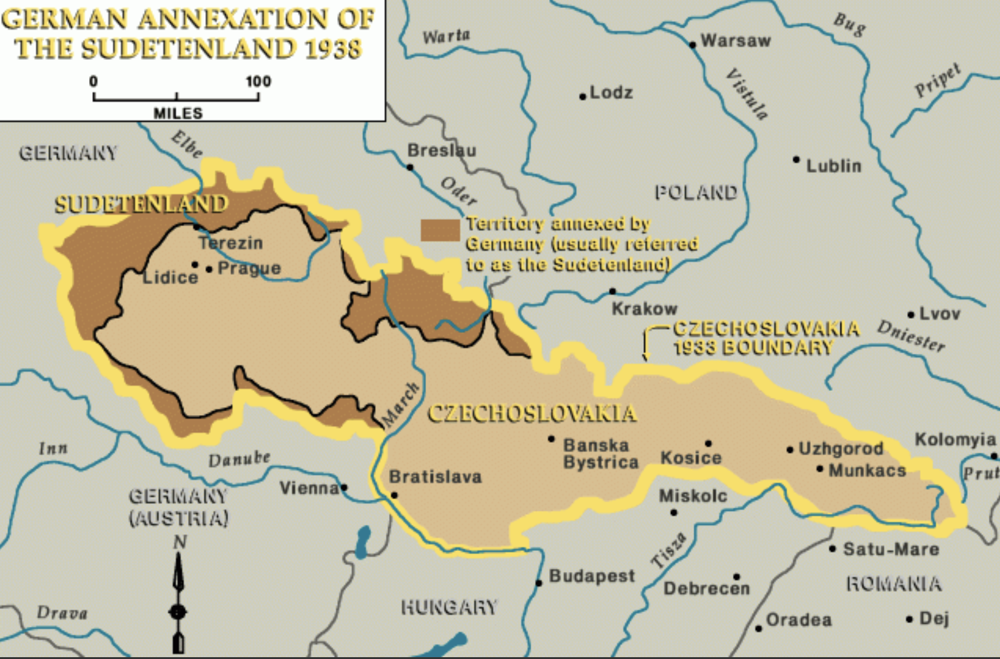 GERMAN ANNEXATION OF
THE SUDETENLAND 1938
0 100
MILES
Warta
Warsaw
Bug
Pripet
Lodz
Vistula
Elbe
GERMANY
Breslau
Lublin
Oder
POLAND
SUDETENLAND
Territory annexed by
Germany (usually referred
to as the Sudetenland)
Terezin
Lidice
Prague
Krakow
Lvov
CZECHOSLOVAKIA
1933 BOUNDARY
Dniester
March
CZECHOSLOVAKIA
Banska
Bystrica
Kosice
Uzhgorod
Munkacs
Kolomyia
Prut
Inn
Danube
Vienna
Bratislava
GERMANY
(AUSTRIA)
Miskolc
N
Tisza
Satu-Mare
Budapest
Debrecen
ROMANIA
HUNGARY
Drava
Oradea
Dej